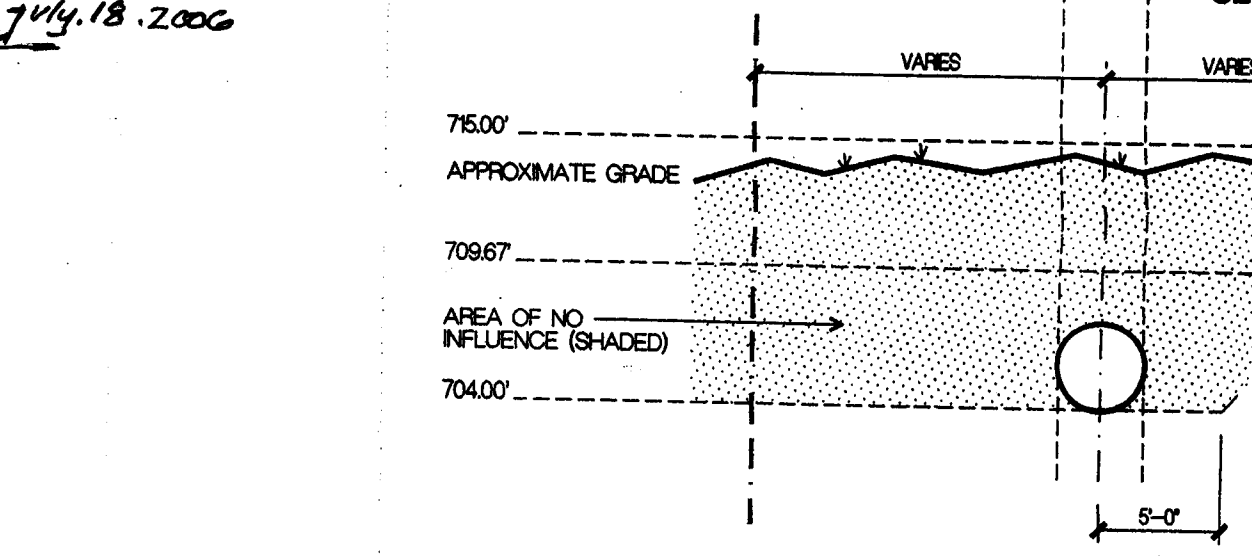 July.18.2006
VARIES
VARIES
715.00'
APPROXIMATE GRADE
709.67'
AREA OF NO
INFLUENCE (SHADED)
704.00'
5'-0"